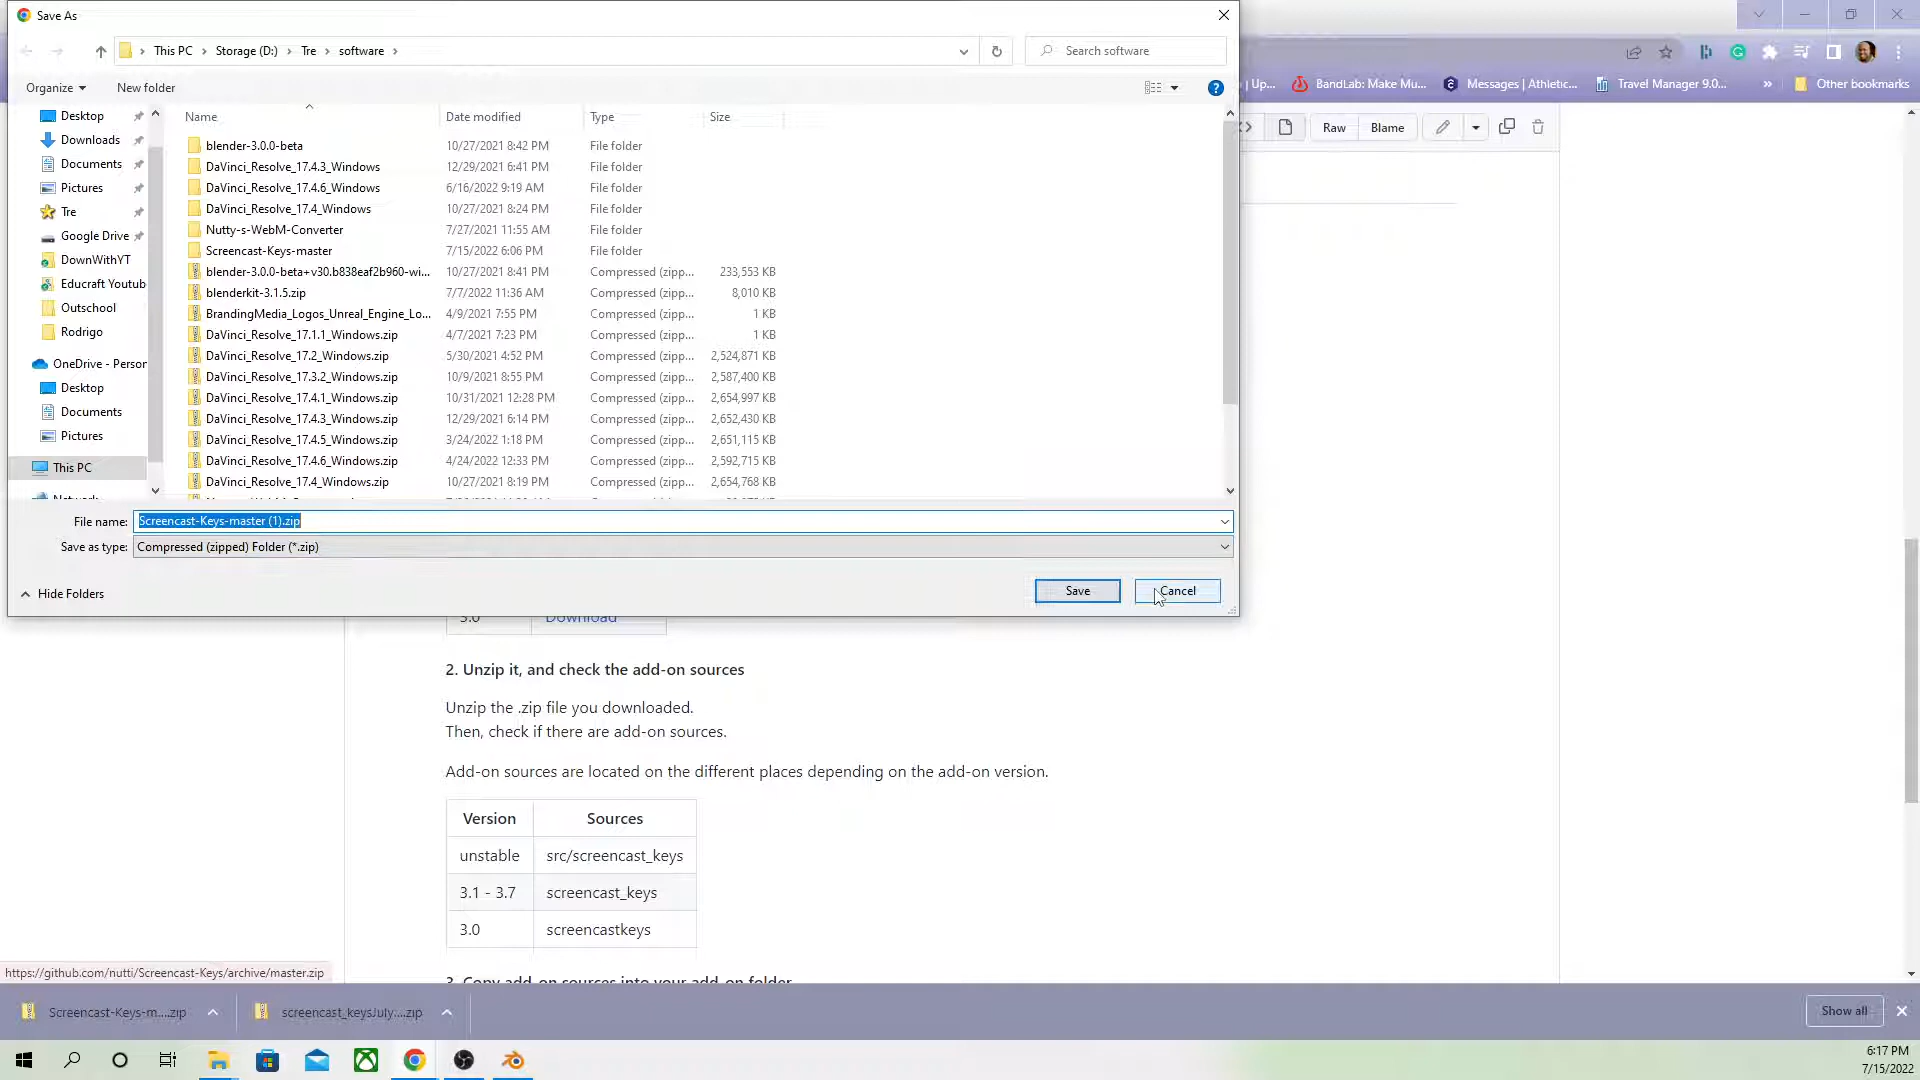 Save As
This PC > Storage (D:) > Tre > software >
Search software
Organize
New folder
Up...
BandLab: Make Mu...
Messages | Athletic...
Travel Manager 9.0...
»
Other bookmarks
Raw
Blame
Desktop
Downloads
Documents
Pictures
Tre
Google Drive
DownWithYT
Educraft Youtub
Outschool
Rodrigo
OneDrive - Person
Desktop
Documents
Pictures
This PC
Network
Name Date modified Type Size
blender-3.0.0-beta 10/27/2021 8:42 PM File folder
DaVinci_Resolve_17.4.3_Windows 12/29/2021 6:41 PM File folder
DaVinci_Resolve_17.4.6_Windows 6/16/2022 9:19 AM File folder
DaVinci_Resolve_17.4_Windows 10/27/2021 8:24 PM File folder
Nutty-s-WebM-Converter 7/27/2021 11:55 AM File folder
Screencast-Keys-master 7/15/2022 6:06 PM File folder
blender-3.0.0-beta+v30.b838eaf2b960-wi... 10/27/2021 8:41 PM Compressed (zipp... 233,553 KB
blenderkit-3.1.5.zip 7/7/2022 11:36 AM Compressed (zipp... 8,010 KB
BrandingMedia_Logos_Unreal_Engine_Lo... 4/9/2021 7:55 PM Compressed (zipp... 1 KB
DaVinci_Resolve_17.1.1_Windows.zip 4/7/2021 7:23 PM Compressed (zipp... 1 KB
DaVinci_Resolve_17.2_Windows.zip 5/30/2021 4:52 PM Compressed (zipp... 2,524,871 KB
DaVinci_Resolve_17.3.2_Windows.zip 10/9/2021 8:55 PM Compressed (zipp... 2,587,400 KB
DaVinci_Resolve_17.4.1_Windows.zip 10/31/2021 12:28 PM Compressed (zipp... 2,654,997 KB
DaVinci_Resolve_17.4.3_Windows.zip 12/29/2021 6:14 PM Compressed (zipp... 2,652,430 KB
DaVinci_Resolve_17.4.5_Windows.zip 3/24/2022 1:18 PM Compressed (zipp... 2,651,115 KB
DaVinci_Resolve_17.4.6_Windows.zip 4/24/2022 12:33 PM Compressed (zipp... 2,592,715 KB
DaVinci_Resolve_17.4_Windows.zip 10/27/2021 8:19 PM Compressed (zipp... 2,654,768 KB
File name: Screencast-Keys-master (1).zip
Save as type: Compressed (zipped) Folder (*.zip)
Hide Folders
Save
Cancel
3.0 Download
2. Unzip it, and check the add-on sources
Unzip the .zip file you downloaded.
Then, check if there are add-on sources.
Add-on sources are located on the different places depending on the add-on version.
Version Sources
unstable src/screencast_keys
3.1 - 3.7 screencast_keys
3.0 screencastkeys
3. Copy add-on sources into your add-on folder
https://github.com/nutti/Screencast-Keys/archive/master.zip
Screencast-Keys-m....zip
screencast_keysJuly....zip
Show all
6:17 PM
7/15/2022